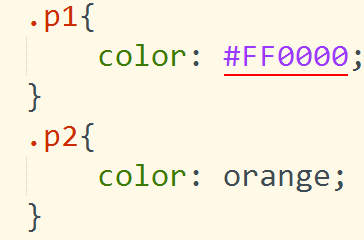 .p1{
    color: #FF0000;
}
.p2{
    color: orange;
}